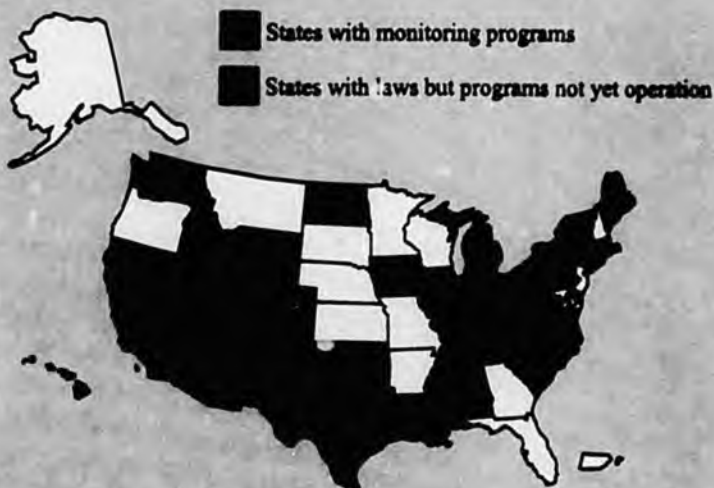 States with monitoring programs
States with laws but programs not yet operation